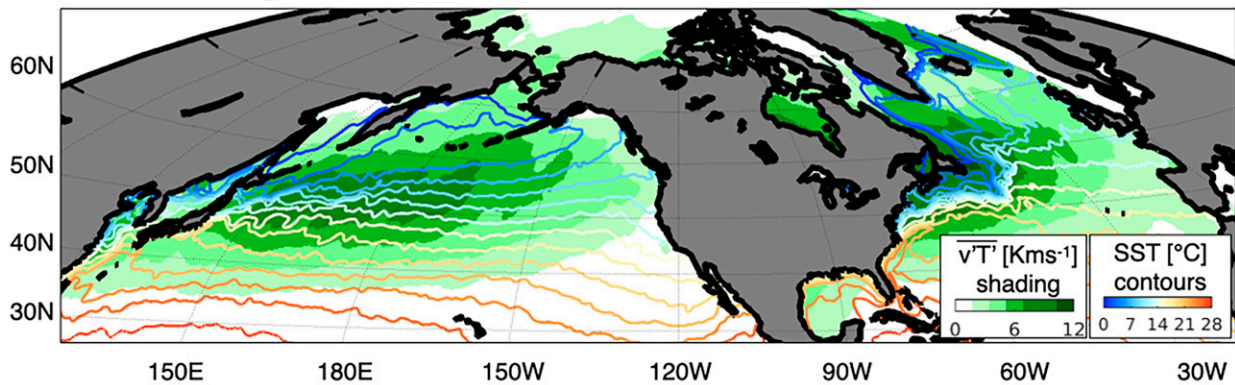 60N
50N
40N
30N
v'T' [Kms-1]
shading
0 6 12
SST [°C]
contours
0 7 14 21 28
150E 180E 150W 120W 90W 60W 30W